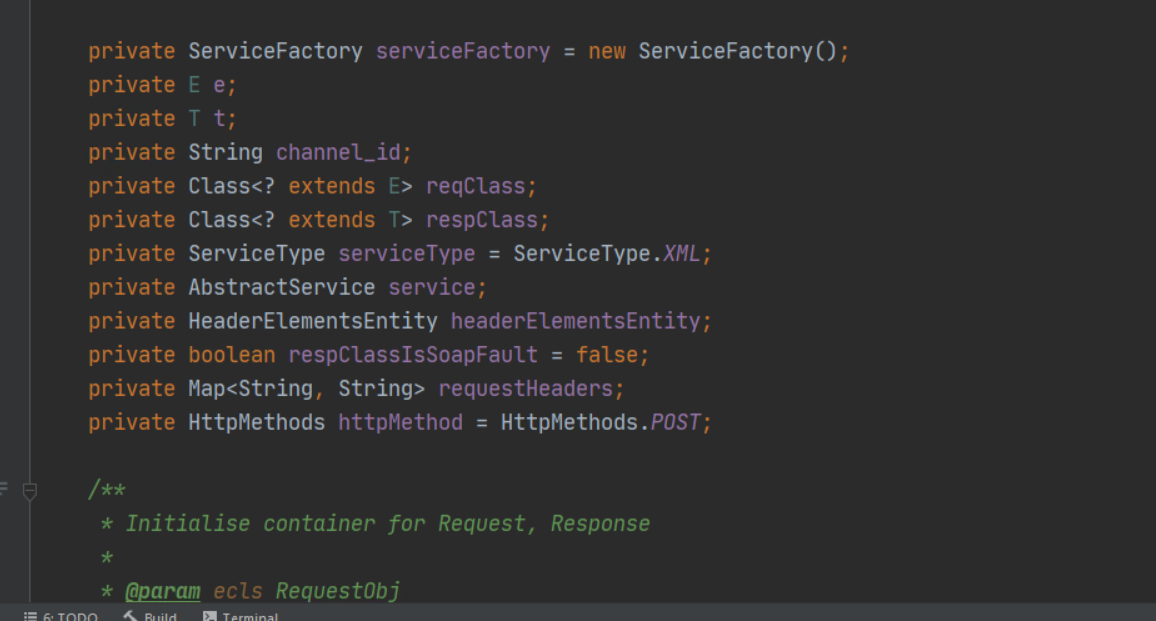 private ServiceFactory serviceFactory = new ServiceFactory();
private E e;
private T t;
private String channel_id;
private Class<? extends E> reqClass;
private Class<? extends T> respClass;
private ServiceType serviceType = ServiceType.XML;
private AbstractService service;
private HeaderElementsEntity headerElementsEntity;
private boolean respClassIsSoapFault = false;
private Map<String, String> requestHeaders;
private HttpMethods httpMethod = HttpMethods.POST;
/**
* Initialise container for Request, Response
*
* @param ecls RequestObj
6: TODO Build Terminal